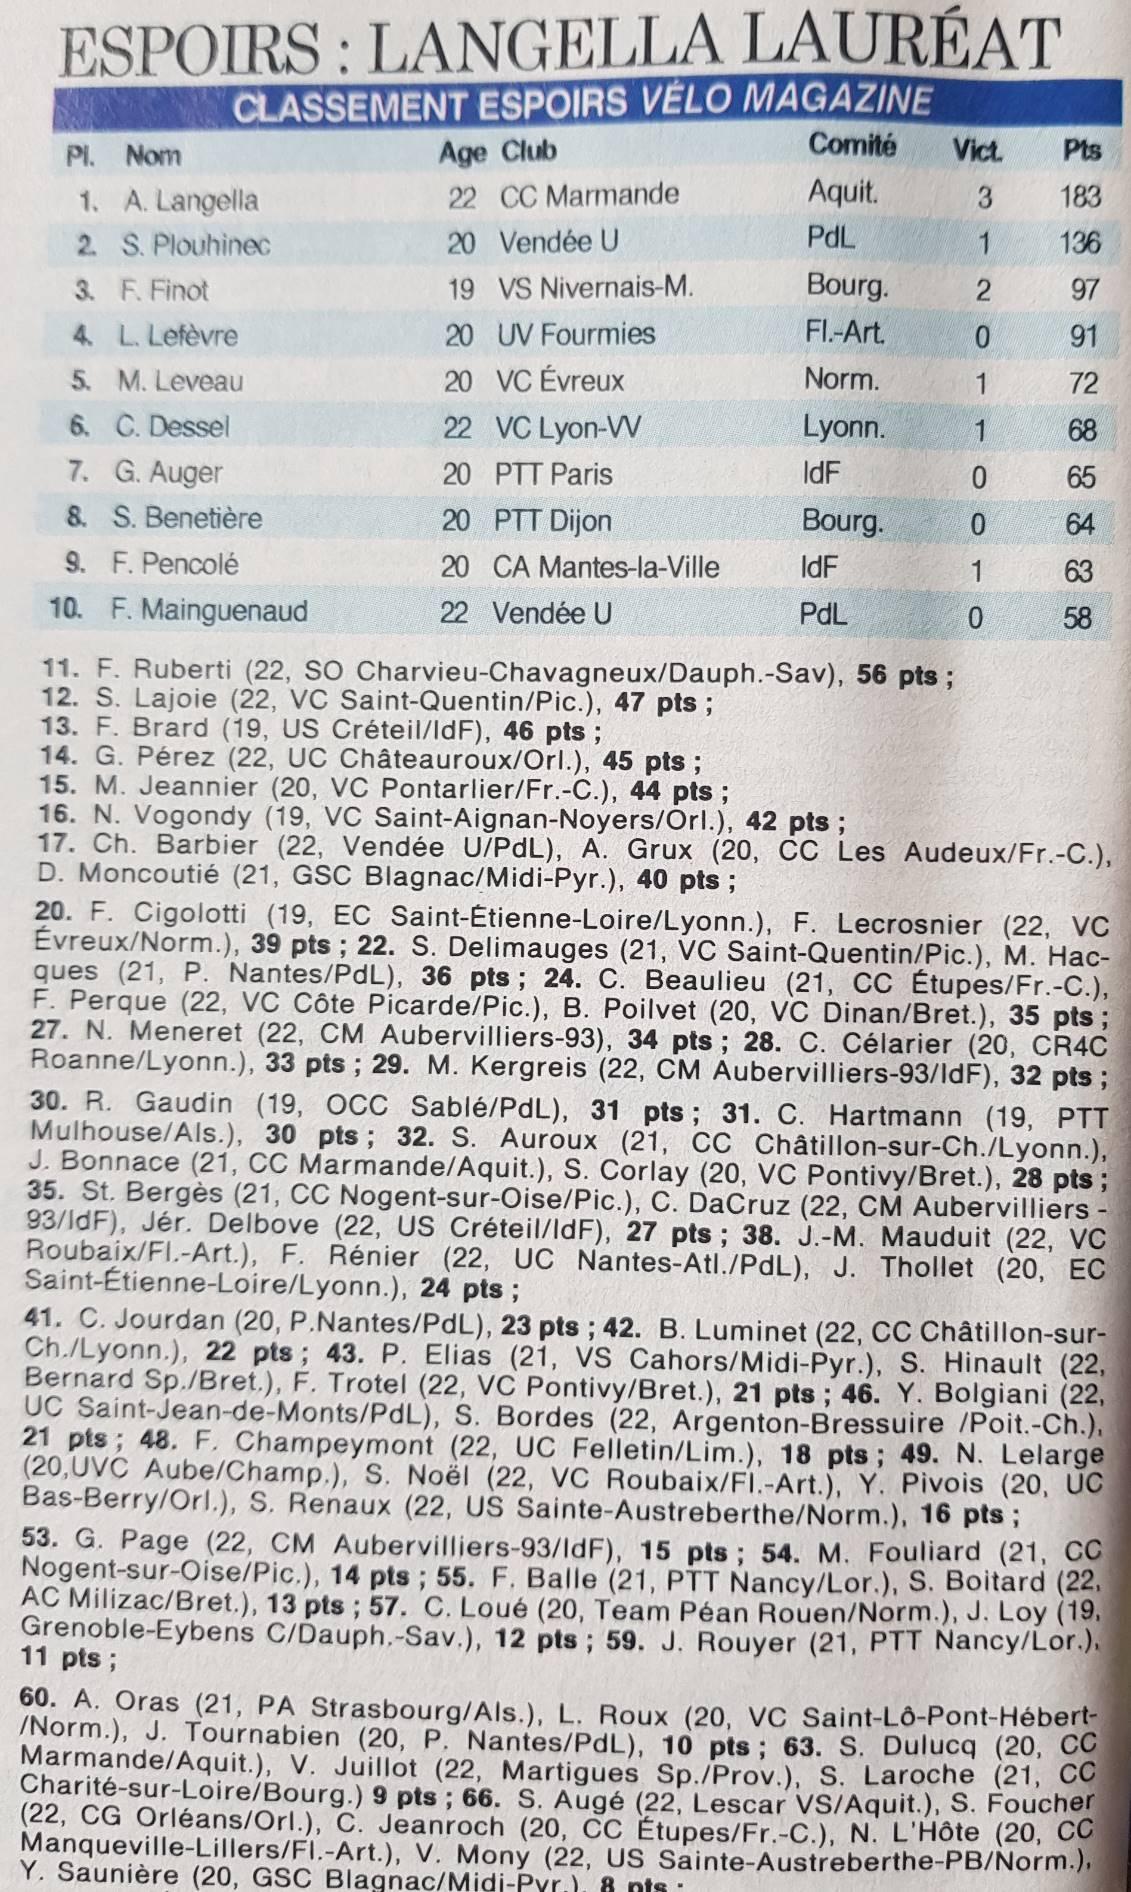 ESPOIRS : LANGELLA LAURÉAT
CLASSEMENT ESPOIRS VÉLO MAGAZINE
Pl. Nom Age Club Comité Vict. Pts
1. A. Langella 22 CC Marmande Aquit. 3 183
2. S. Plouhinec 20 Vendée U PdL 1 136
3. F. Finot 19 VS Nivernais-M. Bourg. 2 97
4. L. Lefèvre 20 UV Fourmies Fl.-Art. 0 91
5. M. Leveau 20 VC Évreux Norm. 1 72
6. C. Dessel 22 VC Lyon-VV Lyonn. 1 68
7. G. Auger 20 PTT Paris IdF 0 65
8. S. Benetière 20 PTT Dijon Bourg. 0 64
9. F. Pencolé 20 CA Mantes-la-Ville IdF 1 63
10. F. Mainguenaud 22 Vendée U PdL 0 58
11. F. Ruberti (22, SO Charvieu-Chavagneux/Dauph.-Sav), 56 pts ;
12. S. Lajoie (22, VC Saint-Quentin/Pic.), 47 pts ;
13. F. Brard (19, US Créteil/IdF), 46 pts ;
14. G. Pérez (22, UC Châteauroux/Orl.), 45 pts ;
15. M. Jeannier (20, VC Pontarlier/Fr.-C.), 44 pts ;
16. N. Vogondy (19, VC Saint-Aignan-Noyers/Orl.), 42 pts ;
17. Ch. Barbier (22, Vendée U/PdL), A. Grux (20, CC Les Audeux/Fr.-C.),
D. Moncoutié (21, GSC Blagnac/Midi-Pyr.), 40 pts ;
20. F. Cigolotti (19, EC Saint-Étienne-Loire/Lyonn.), F. Lecrosnier (22, VC
Évreux/Norm.), 39 pts ; 22. S. Delimauges (21, VC Saint-Quentin/Pic.), M. Hac-
ques (21, P. Nantes/PdL), 36 pts ; 24. C. Beaulieu (21, CC Étupes/Fr.-C.),
F. Perque (22, VC Côte Picarde/Pic.), B. Poilvet (20, VC Dinan/Bret.), 35 pts ;
27. N. Meneret (22, CM Aubervilliers-93), 34 pts ; 28. C. Célarier (20, CR4C
Roanne/Lyonn.), 33 pts ; 29. M. Kergreis (22, CM Aubervilliers-93/IdF), 32 pts ;
30. R. Gaudin (19, OCC Sablé/PdL), 31 pts ; 31. C. Hartmann (19, PTT
Mulhouse/Als.), 30 pts ; 32. S. Auroux (21, CC Châtillon-sur-Ch./Lyonn.),
J. Bonnace (21, CC Marmande/Aquit.), S. Corlay (20, VC Pontivy/Bret.), 28 pts ;
35. St. Bergès (21, CC Nogent-sur-Oise/Pic.), C. DaCruz (22, CM Aubervilliers -
93/IdF), Jér. Delbove (22, US Créteil/IdF), 27 pts ; 38. J.-M. Mauduit (22, VC
Roubaix/Fl.-Art.), F. Rénier (22, UC Nantes-Atl./PdL), J. Thollet (20, EC
Saint-Étienne-Loire/Lyonn.), 24 pts ;
41. C. Jourdan (20, P.Nantes/PdL), 23 pts ; 42. B. Luminet (22, CC Châtillon-sur-
Ch./Lyonn.), 22 pts ; 43. P. Elias (21, VS Cahors/Midi-Pyr.), S. Hinault (22,
Bernard Sp./Bret.), F. Trotel (22, VC Pontivy/Bret.), 21 pts ; 46. Y. Bolgiani (22,
UC Saint-Jean-de-Monts/PdL), S. Bordes (22, Argenton-Bressuire /Poit.-Ch.),
21 pts ; 48. F. Champeymont (22, UC Felletin/Lim.), 18 pts ; 49. N. Lelarge
(20,UVC Aube/Champ.), S. Noël (22, VC Roubaix/Fl.-Art.), Y. Pivois (20, UC
Bas-Berry/Orl.), S. Renaux (22, US Sainte-Austreberthe/Norm.), 16 pts ;
53. G. Page (22, CM Aubervilliers-93/IdF), 15 pts ; 54. M. Fouliard (21, CC
Nogent-sur-Oise/Pic.), 14 pts ; 55. F. Balle (21, PTT Nancy/Lor.), S. Boitard (22,
AC Milizac/Bret.), 13 pts ; 57. C. Loué (20, Team Péan Rouen/Norm.), J. Loy (19,
Grenoble-Eybens C/Dauph.-Sav.), 12 pts ; 59. J. Rouyer (21, PTT Nancy/Lor.),
11 pts ;
60. A. Oras (21, PA Strasbourg/Als.), L. Roux (20, VC Saint-Lô-Pont-Hébert-
/Norm.), J. Tournabien (20, P. Nantes/PdL), 10 pts ; 63. S. Dulucq (20, CC
Marmande/Aquit.), V. Juillot (22, Martigues Sp./Prov.), S. Laroche (21, CC
Charité-sur-Loire/Bourg.) 9 pts ; 66. S. Augé (22, Lescar VS/Aquit.), S. Foucher
(22, CG Orléans/Orl.), C. Jeanroch (20, CC Étupes/Fr.-C.), N. L'Hôte (20, CC
Manqueville-Lillers/Fl.-Art.), V. Mony (22, US Sainte-Austreberthe-PB/Norm.),
Y. Saunière (20, GSC Blagnac/Midi-Pyr.), 8 pts ;